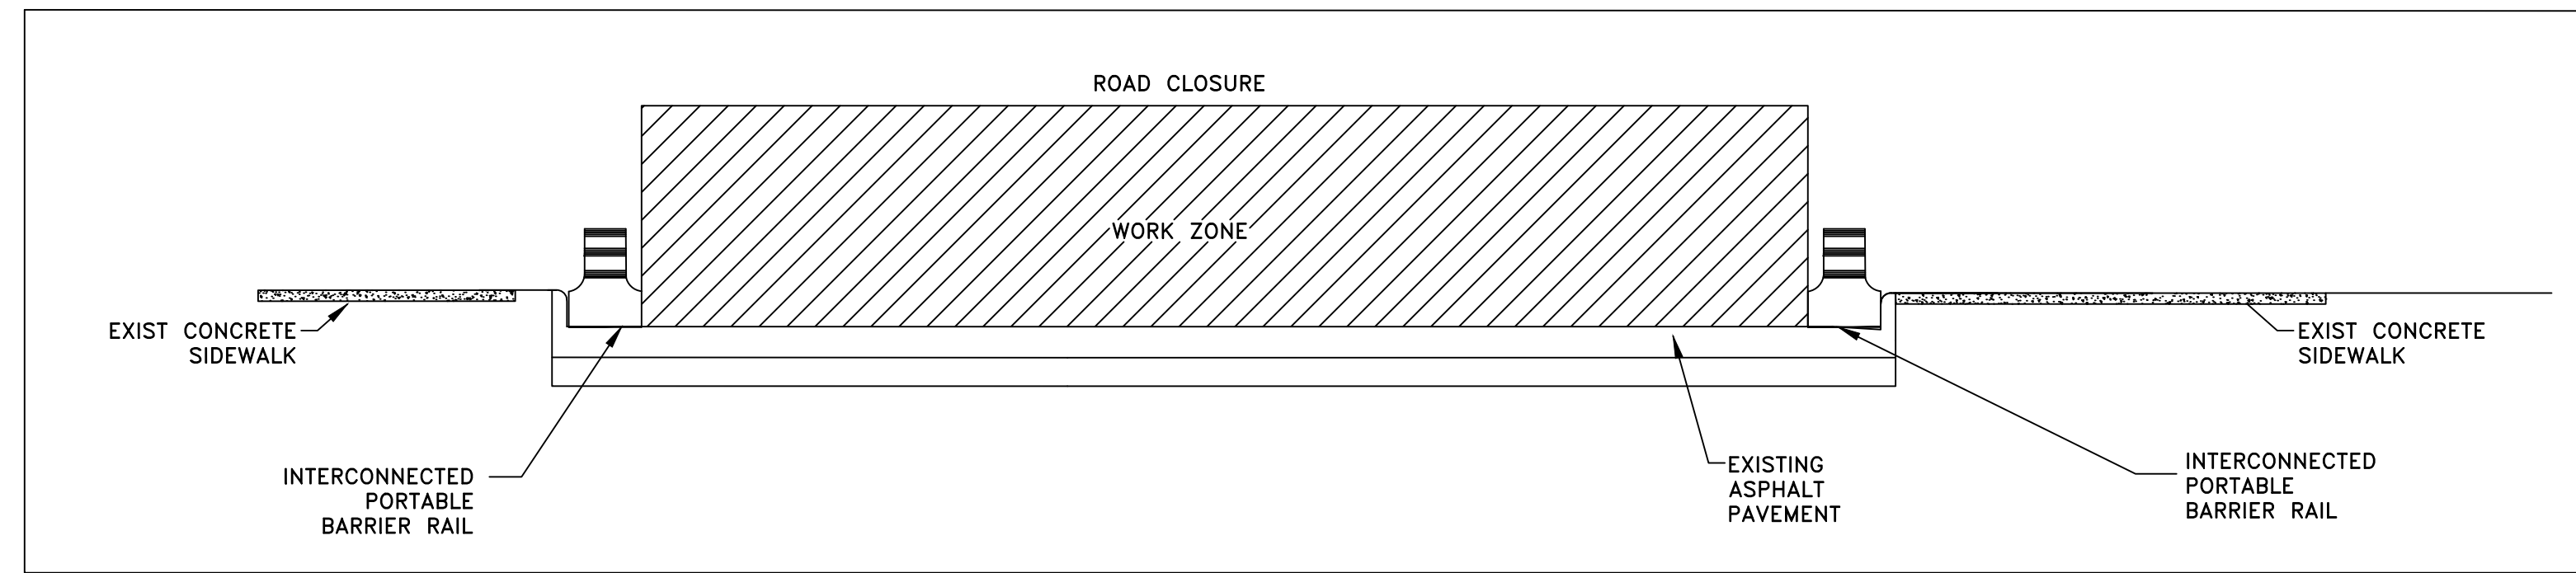 ROAD CLOSURE
WORK ZONE
EXIST CONCRETE
SIDEWALK
EXIST CONCRETE
SIDEWALK
INTERCONNECTED
PORTABLE
BARRIER RAIL
EXISTING
ASPHALT
PAVEMENT
INTERCONNECTED
PORTABLE
BARRIER RAIL